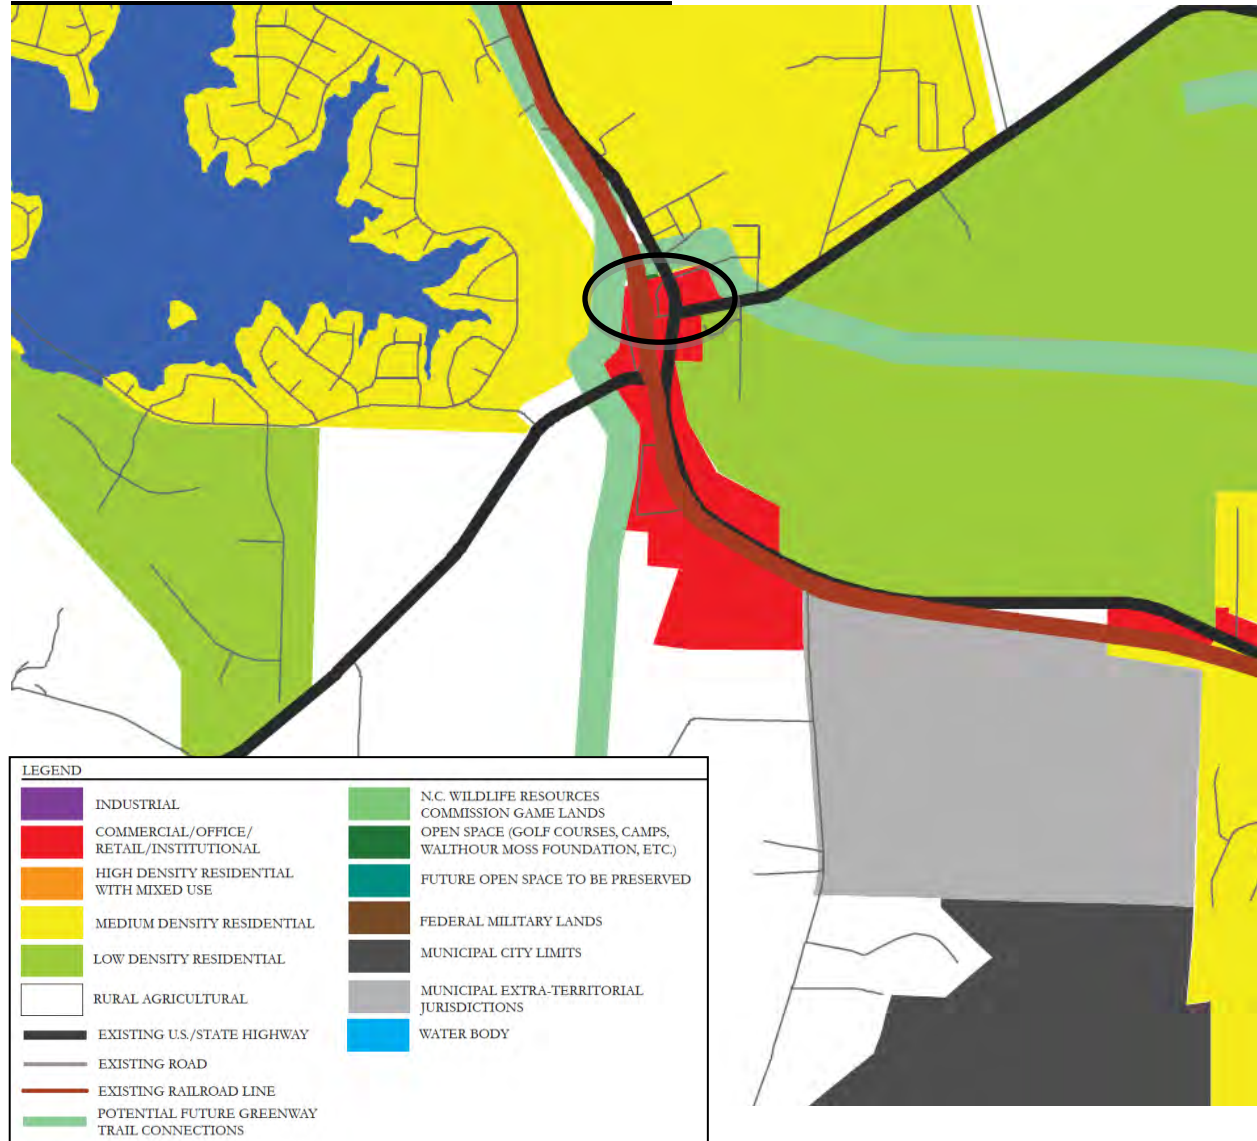 LEGEND
INDUSTRIAL
COMMERCIAL/OFFICE/
RETAIL/INSTITUTIONAL
HIGH DENSITY RESIDENTIAL
WITH MIXED USE
MEDIUM DENSITY RESIDENTIAL
LOW DENSITY RESIDENTIAL
RURAL AGRICULTURAL
EXISTING U.S./STATE HIGHWAY
EXISTING ROAD
EXISTING RAILROAD LINE
POTENTIAL FUTURE GREENWAY
TRAIL CONNECTIONS
N.C. WILDLIFE RESOURCES
COMMISSION GAME LANDS
OPEN SPACE (GOLF COURSES, CAMPS,
WALTHOUR MOSS FOUNDATION, ETC.)
FUTURE OPEN SPACE TO BE PRESERVED
FEDERAL MILITARY LANDS
MUNICIPAL CITY LIMITS
MUNICIPAL EXTRA-TERRITORIAL
JURISDICTIONS
WATER BODY